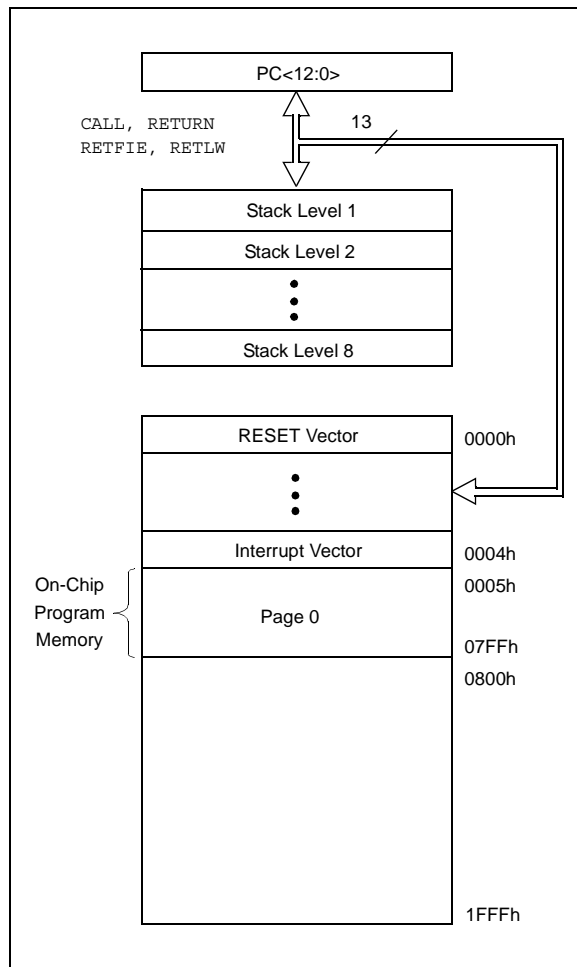 PC<12:0>
CALL, RETURN
RETFIE, RETLW
13
Stack Level 1
Stack Level 2
Stack Level 8
RESET Vector
0000h
Interrupt Vector
0004h
0005h
On-Chip
Program
Memory
Page 0
07FFh
0800h
1FFFh